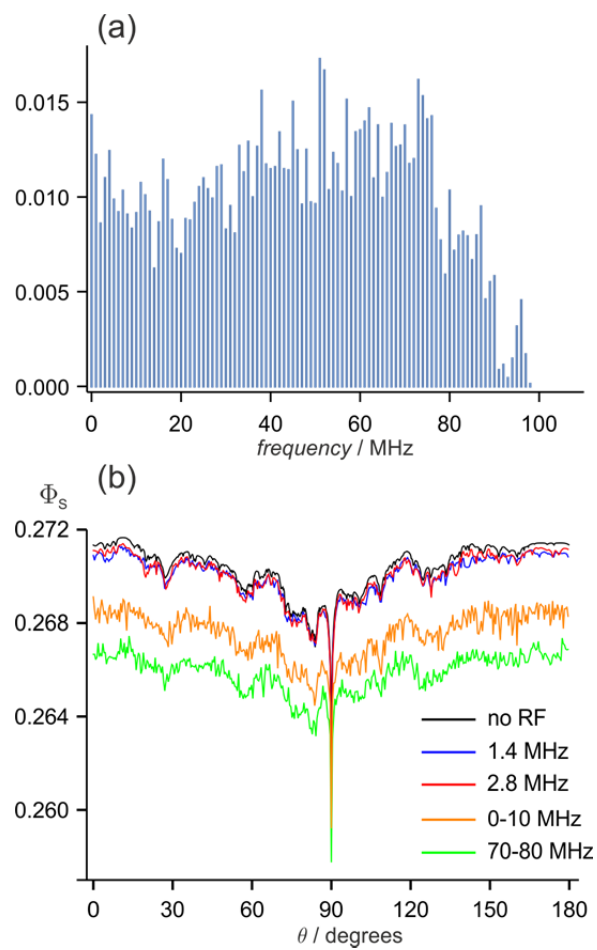 (a)
0.015
0.010
0.005
0.000
0 20 40 60 80 100
frequency / MHz
(b)
Φs
0.272
0.268
0.264
0.260
no RF
1.4 MHz
2.8 MHz
0-10 MHz
70-80 MHz
0 30 60 90 120 150 180
θ / degrees